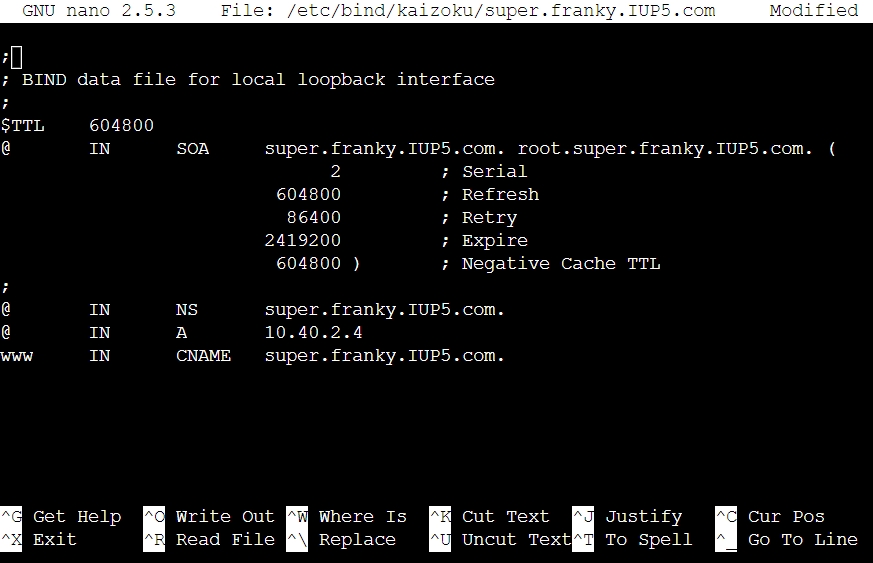 GNU nano 2.5.3    File: /etc/bind/kaizoku/super.franky.IUP5.com    Modified
;
; BIND data file for local loopback interface
;
$TTL    604800
@       IN      SOA     super.franky.IUP5.com. root.super.franky.IUP5.com. (
                              2         ; Serial
                         604800         ; Refresh
                          86400         ; Retry
                        2419200         ; Expire
                         604800 )       ; Negative Cache TTL
;
@       IN      NS      super.franky.IUP5.com.
@       IN      A       10.40.2.4
www     IN      CNAME   super.franky.IUP5.com.
^G Get Help  ^O Write Out ^W Where Is  ^K Cut Text  ^J Justify   ^C Cur Pos
^X Exit      ^R Read File ^\ Replace   ^U Uncut Text^T To Spell  ^_ Go To Line